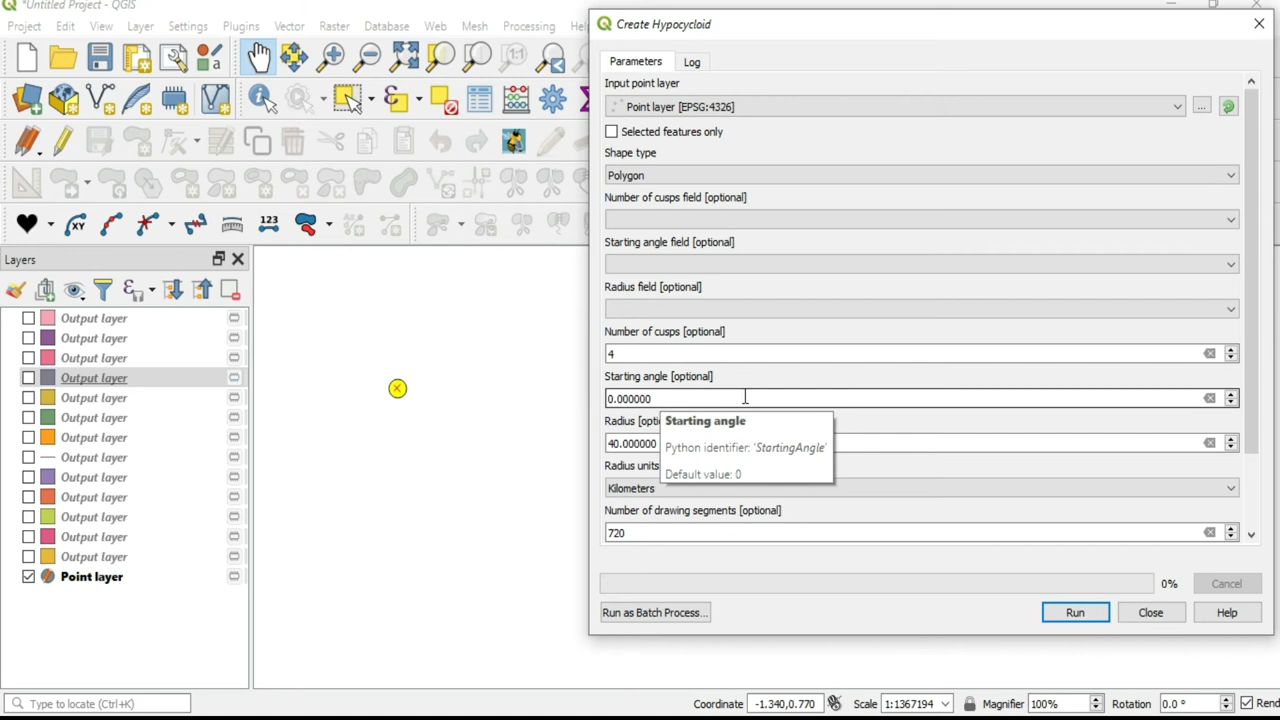 *Untitled Project - QGIS
Project Edit View Layer Settings Plugins Vector Raster Database Web Mesh Processing
1:1
XY
123
Layers
Output layer
Output layer
Output layer
Output layer
Output layer
Output layer
Output layer
Output layer
Output layer
Output layer
Output layer
Output layer
Output layer
Point layer
Create Hypocycloid
Parameters Log
Input point layer
Point layer [EPSG:4326]
...
Selected features only
Shape type
Polygon
Number of cusps field [optional]
Starting angle field [optional]
Radius field [optional]
Number of cusps [optional]
4
Starting angle [optional]
0.000000
Radius
40.000000
Starting angle
Python identifier: 'StartingAngle'
Default value: 0
Radius units
Kilometers
Number of drawing segments [optional]
720
0% Cancel
Run as Batch Process... Run Close Help
Type to locate (Ctrl+K) Coordinate -1.340,0.770 Scale 1:1367194 Magnifier 100% Rotation 0.0 °